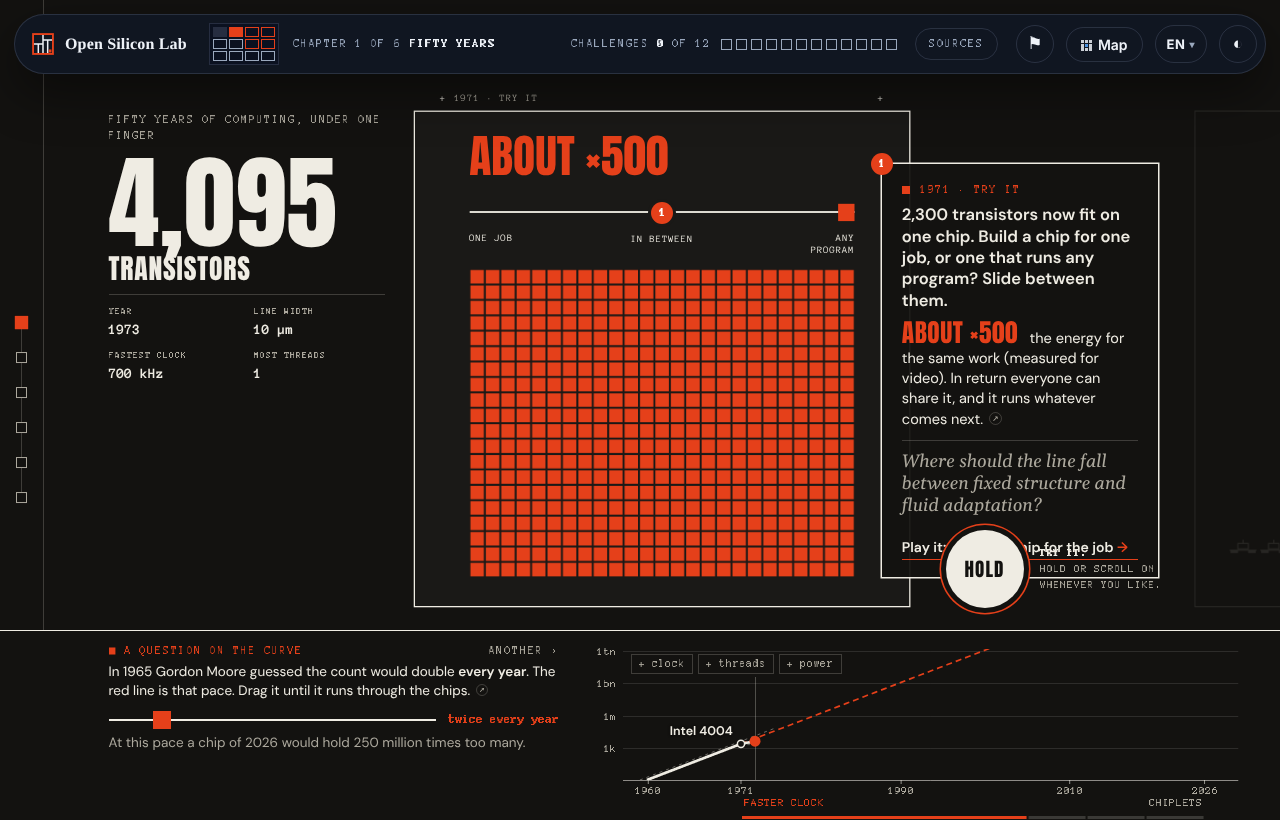 Open Silicon Lab
CHAPTER 1 OF 6 FIFTY YEARS
CHALLENGES 0 OF 12
SOURCES
Map
EN
+ 1971 · TRY IT
+
FIFTY YEARS OF COMPUTING, UNDER ONE
FINGER
4,095
TRANSISTORS
YEAR
LINE WIDTH
1973
10 µm
FASTEST CLOCK
MOST THREADS
700 kHz
1
ABOUT ×500
1
ONE JOB
IN BETWEEN
ANY
PROGRAM
1
1971 · TRY IT
2,300 transistors now fit on
one chip. Build a chip for one
job, or one that runs any
program? Slide between
them.
ABOUT ×500 the energy for
the same work (measured for
video). In return everyone can
share it, and it runs whatever
comes next. ↗
Where should the line fall
between fixed structure and
fluid adaptation?
Play it: chip for the job →
HOLD
TRY IT.
HOLD OR SCROLL ON
WHENEVER YOU LIKE.
A QUESTION ON THE CURVE
ANOTHER ›
In 1965 Gordon Moore guessed the count would double every year. The
red line is that pace. Drag it until it runs through the chips. ↗
twice every year
At this pace a chip of 2026 would hold 250 million times too many.
1tn
+ clock
+ threads
+ power
1bn
1m
Intel 4004
1k
1960
1971
1990
2010
2026
FASTER CLOCK
CHIPLETS